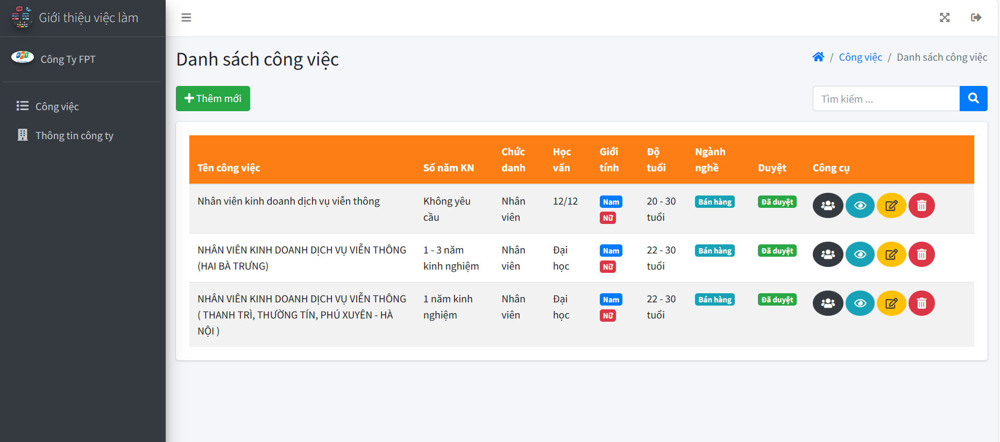 Giới thiệu việc làm
FPT
Công Ty FPT
Công việc
Thông tin công ty
Danh sách công việc
/ Công việc / Danh sách công việc
Thêm mới
Tìm kiếm ...
Tên công việc Số năm KN Chức danh Học vấn Giới tính Độ tuổi Ngành nghề Duyệt Công cụ
Nhân viên kinh doanh dịch vụ viễn thông Không yêu cầu Nhân viên 12/12 Nam Nữ 20 - 30 tuổi Bán hàng Đã duyệt
NHÂN VIÊN KINH DOANH DỊCH VỤ VIỄN THÔNG (HAI BÀ TRƯNG) 1 - 3 năm kinh nghiệm Nhân viên Đại học Nam Nữ 22 - 30 tuổi Bán hàng Đã duyệt
NHÂN VIÊN KINH DOANH DỊCH VỤ VIỄN THÔNG ( THANH TRÌ, THƯỜNG TÍN, PHÚ XUYÊN - HÀ NỘI ) 1 năm kinh nghiệm Nhân viên Đại học Nam Nữ 22 - 30 tuổi Bán hàng Đã duyệt